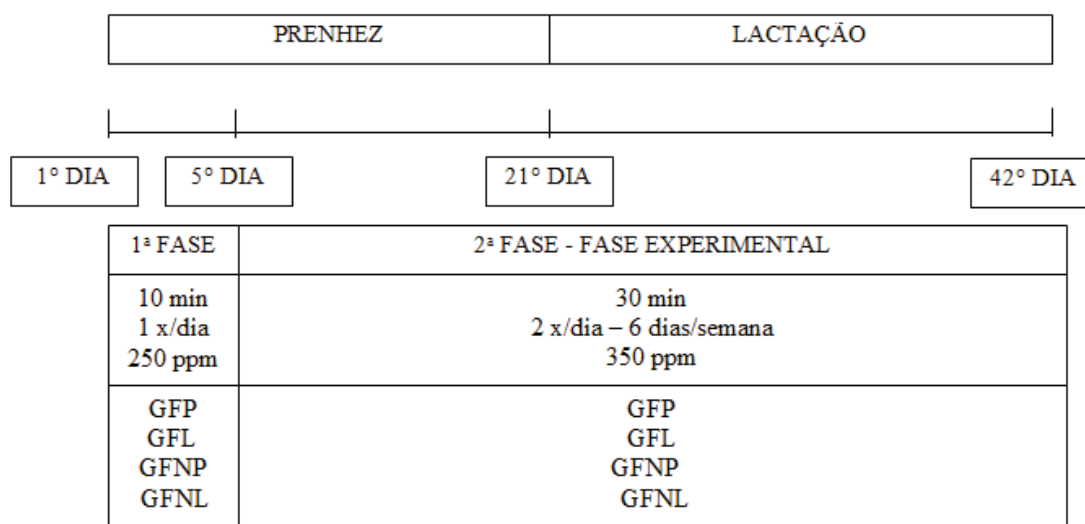 PRENHEZ
LACTAÇÃO
1° DIA
5° DIA
21° DIA
42° DIA
1ª FASE
2ª FASE - FASE EXPERIMENTAL
10 min
1 x/dia
250 ppm
30 min
2 x/dia – 6 dias/semana
350 ppm
GFP
GFL
GFNP
GFNL
GFP
GFL
GFNP
GFNL